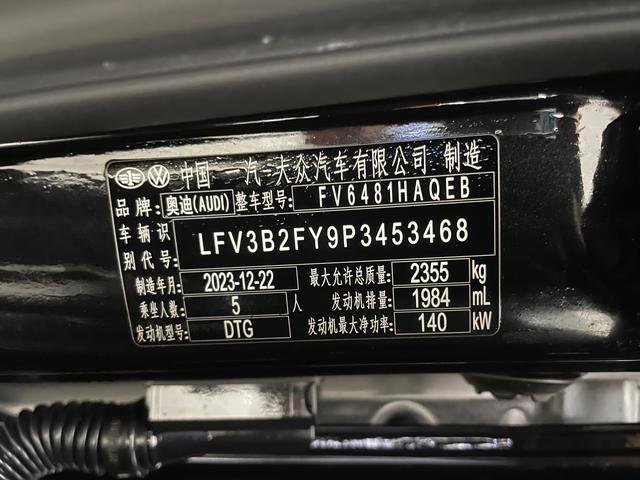 中国一汽-大众汽车有限公司 制造
品牌: 奥迪(AUDI) 整车型号: FV6481HAQEB
车辆识别代号: LFV3B2FY9P3453468
制造年月: 2023-12-22 最大允许总质量: 2355 kg
乘坐人数: 5 人 发动机排量: 1984 mL
发动机型号: DTG 发动机最大净功率: 140 kW